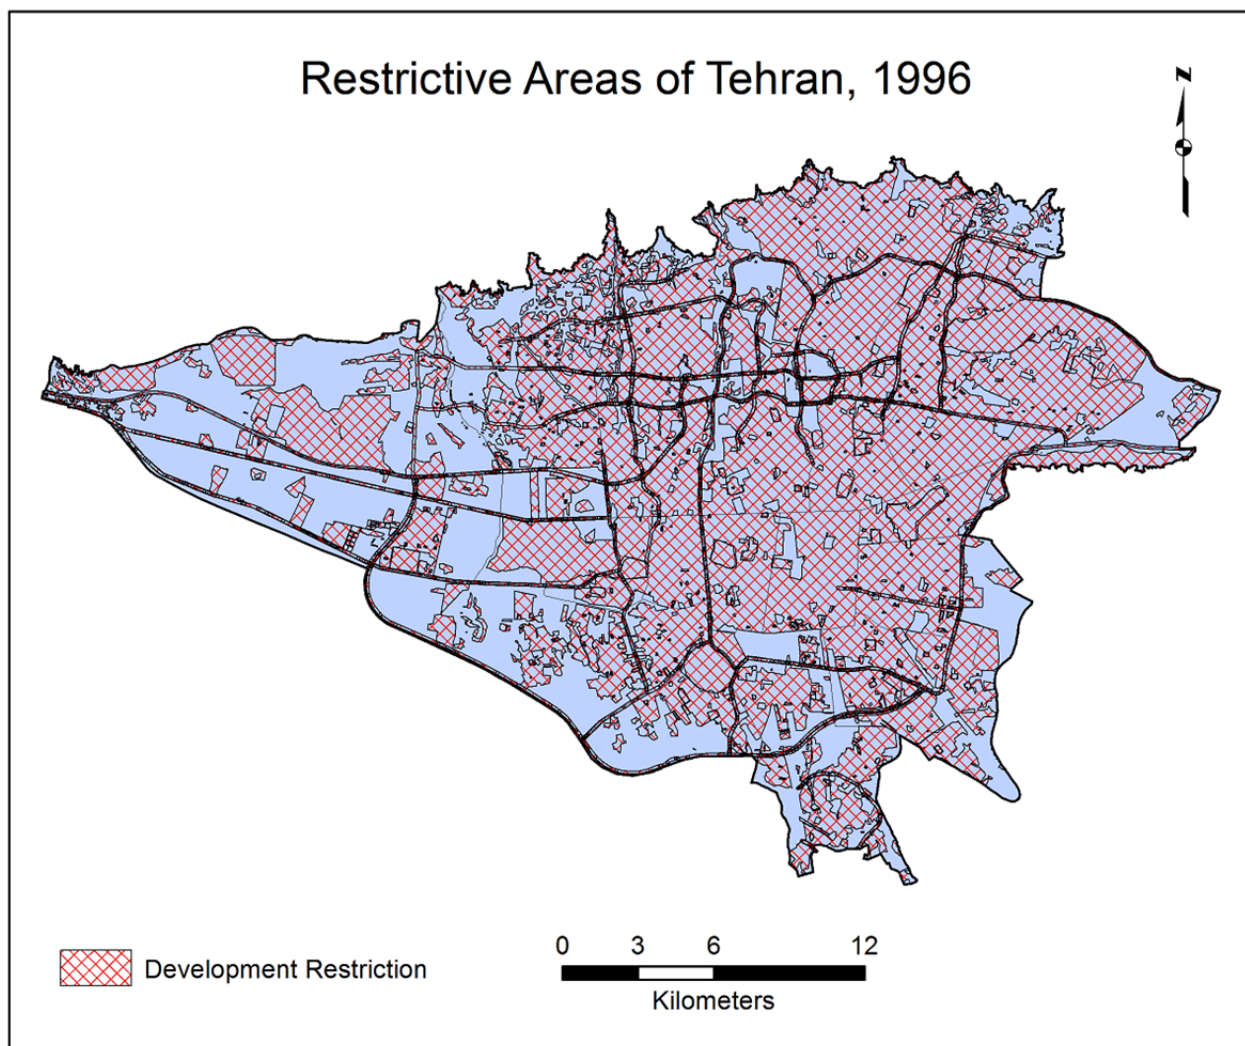 Restrictive Areas of Tehran, 1996
N
Development Restriction
0 3 6 12
Kilometers